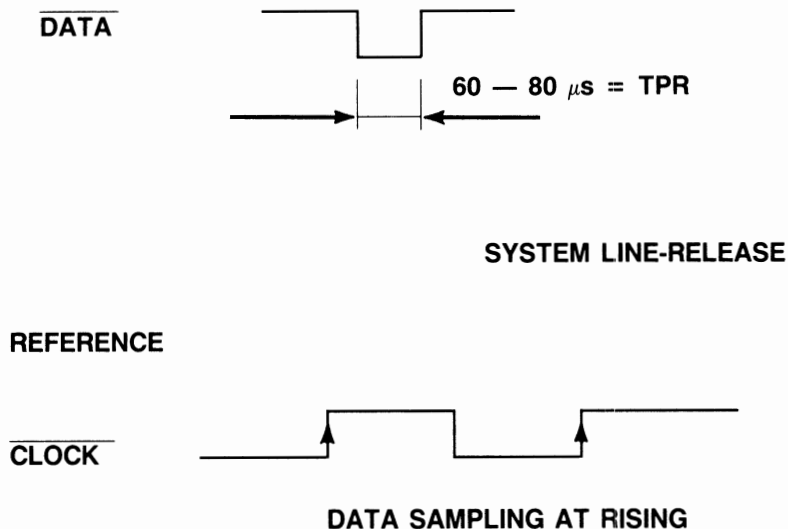 DATA
60 — 80 μs = TPR
SYSTEM LINE-RELEASE
REFERENCE
CLOCK
DATA SAMPLING AT RISING